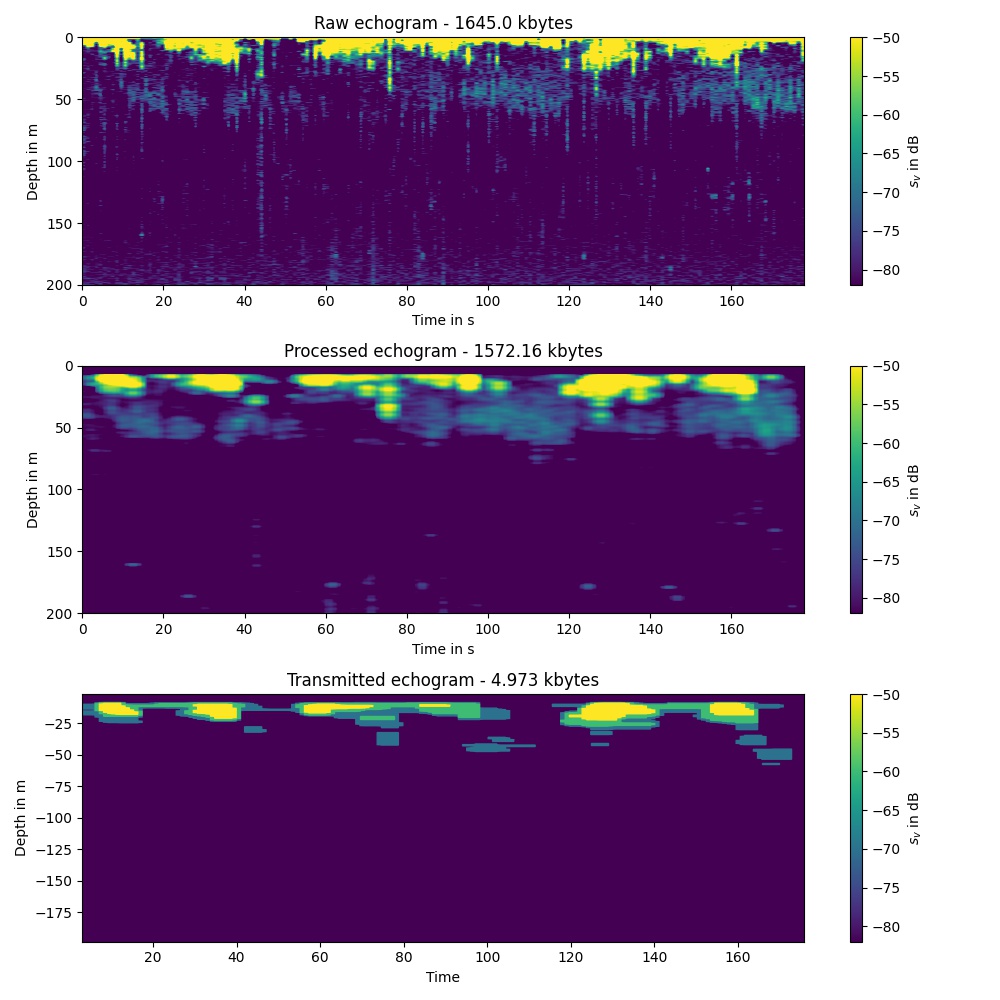 Raw echogram - 1645.0 kbytes
0
50
100
150
200
Depth in m
0 20 40 60 80 100 120 140 160
Time in s
−50
−55
−60
−65
−70
−75
−80
s_v in dB
Processed echogram - 1572.16 kbytes
0
50
100
150
200
Depth in m
0 20 40 60 80 100 120 140 160
Time in s
−50
−55
−60
−65
−70
−75
−80
s_v in dB
Transmitted echogram - 4.973 kbytes
−25
−50
−75
−100
−125
−150
−175
Depth in m
20 40 60 80 100 120 140 160
Time
−50
−55
−60
−65
−70
−75
−80
s_v in dB